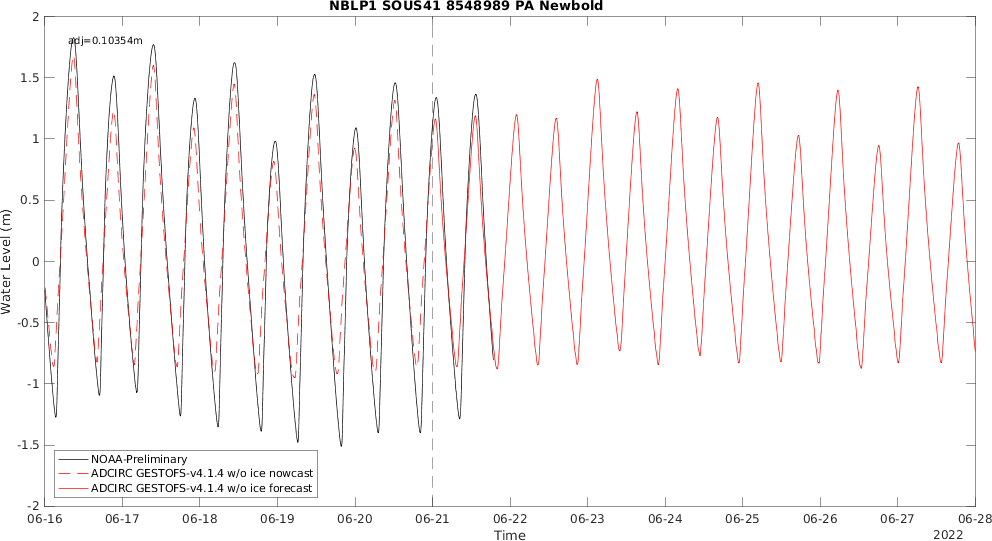 NBLP1 SOUS41 8548989 PA Newbold
adj=0.10354m
2
1.5
1
0.5
0
-0.5
-1
-1.5
-2
Water Level (m)
NOAA-Preliminary
ADCIRC GESTOFS-v4.1.4 w/o ice nowcast
ADCIRC GESTOFS-v4.1.4 w/o ice forecast
06-16 06-17 06-18 06-19 06-20 06-21 06-22 06-23 06-24 06-25 06-26 06-27 06-28
Time
2022